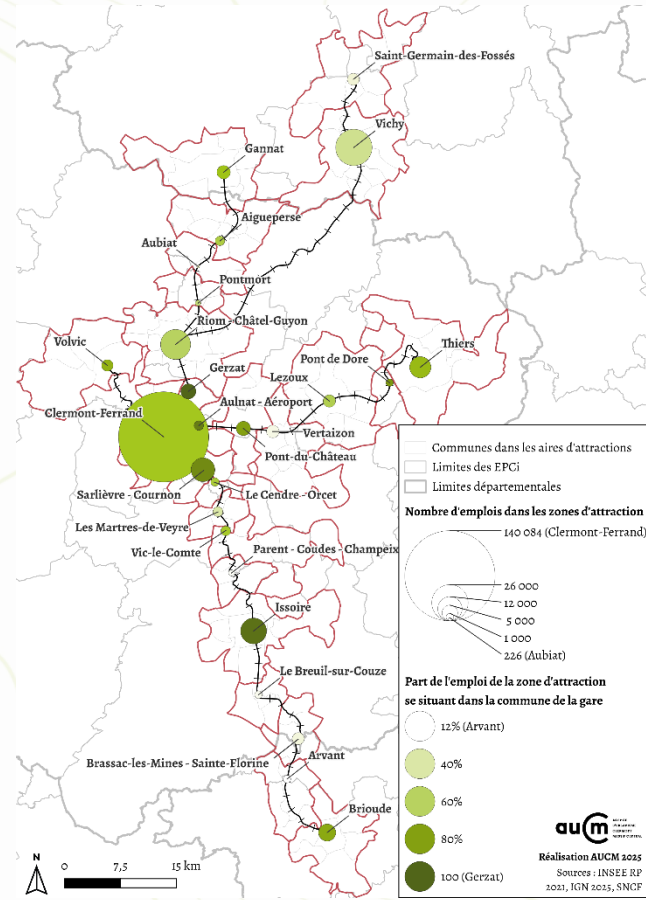 Saint-Germain-des-Fossés
Vichy
Gannat
Aigueperse
Aubiat
Pontmort
Riom - Châtel-Guyon
Volvic
Pont de Dore
Thiers
Gerzat
Lezoux
Clermont-Ferrand
Aulnat - Aéroport
Vertaizon
Pont-du-Château
Sarliève - Cournon
Le Cendre - Orcet
Les Martres-de-Veyre
Vic-le-Comte
Parent - Coudes - Champeix
Issoire
Le Breuil-sur-Couze
Brassac-les-Mines - Sainte-Florine
Arvant
Brioude
Communes dans les aires d'attractions
Limites des EPCi
Limites départementales
Nombre d'emplois dans les zones d'attraction
140 084 (Clermont-Ferrand)
26 000
12 000
5 000
1 000
226 (Aubiat)
Part de l'emploi de la zone d'attraction
se situant dans la commune de la gare
12% (Arvant)
40%
60%
80%
100 (Gerzat)
N
0 7,5 15 km
aucm
Réalisation AUCM 2025
Sources : INSEE RP
2021, IGN 2025, SNCF